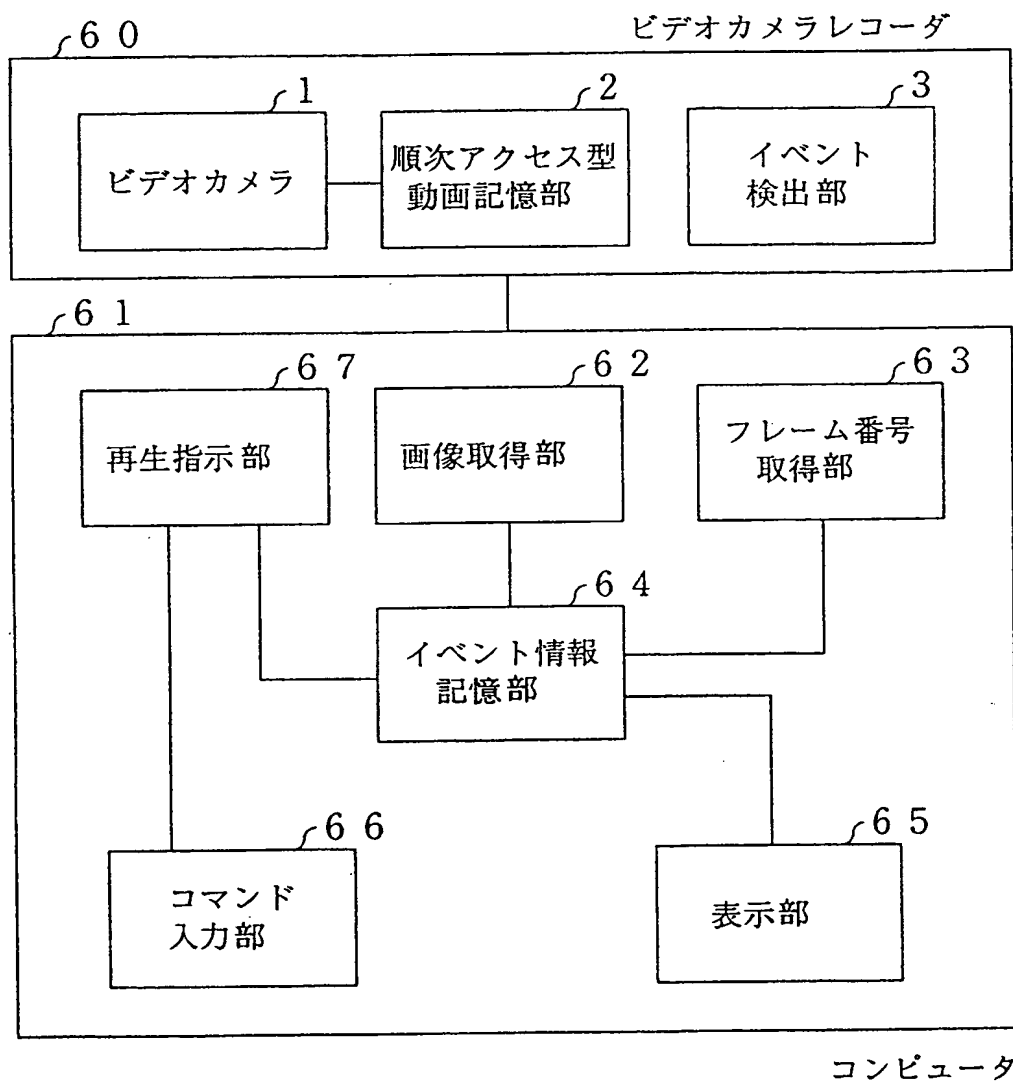 60
ビデオカメラレコーダ
1
2
3
ビデオカメラ
順次アクセス型
動画記憶部
イベント
検出部
61
67
62
63
再生指示部
画像取得部
フレーム番号
取得部
64
イベント情報
記憶部
66
65
コマンド
入力部
表示部
コンピュータ